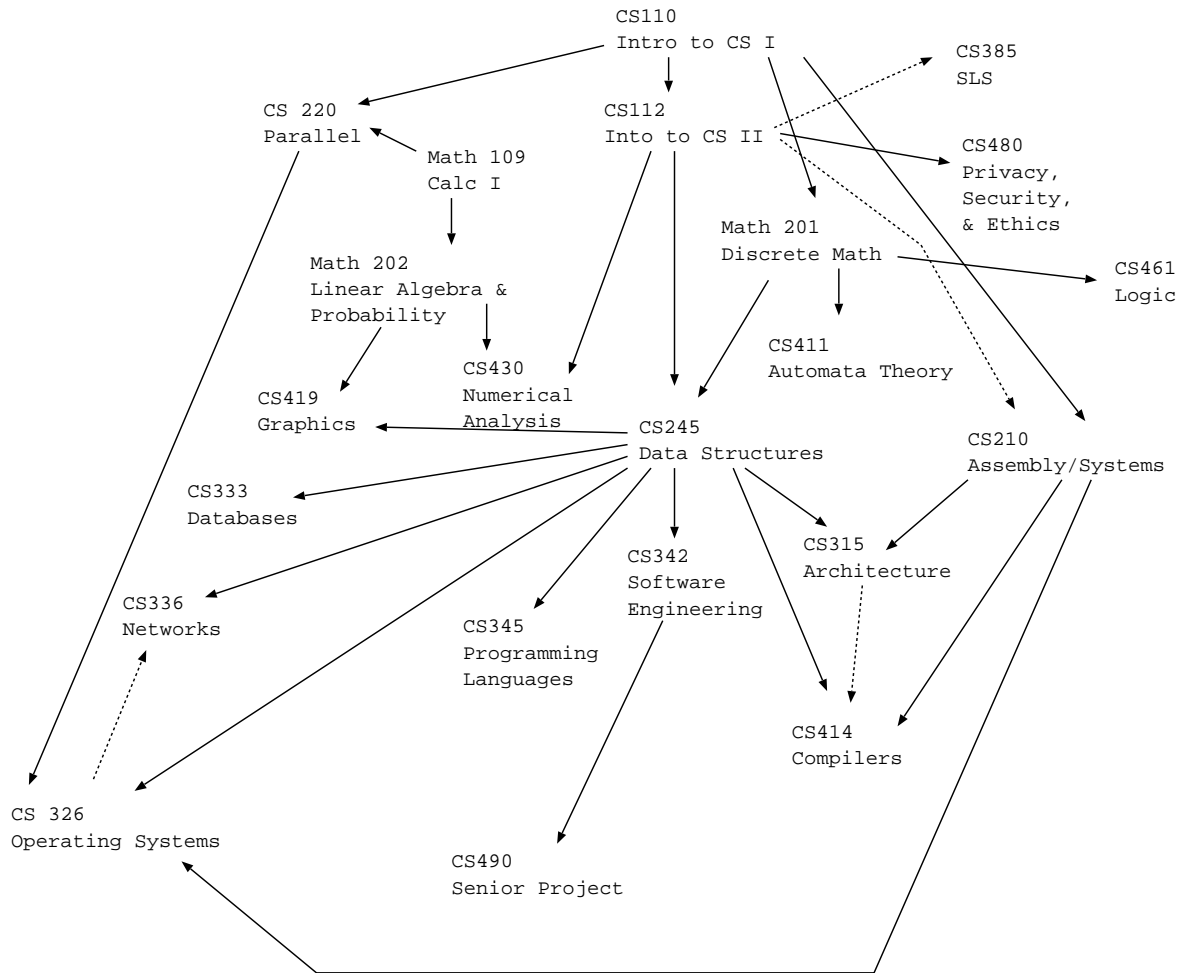 CS110
Intro to CS I
CS385
SLS
CS 220
Parallel
CS112
Into to CS II
Math 109
Calc I
CS480
Privacy,
Security,
& Ethics
Math 201
Discrete Math
Math 202
Linear Algebra &
Probability
CS461
Logic
CS411
Automata Theory
CS430
Numerical
Analysis
CS419
Graphics
CS245
Data Structures
CS210
Assembly/Systems
CS333
Databases
CS342
Software
Engineering
CS315
Architecture
CS336
Networks
CS345
Programming
Languages
CS414
Compilers
CS 326
Operating Systems
CS490
Senior Project